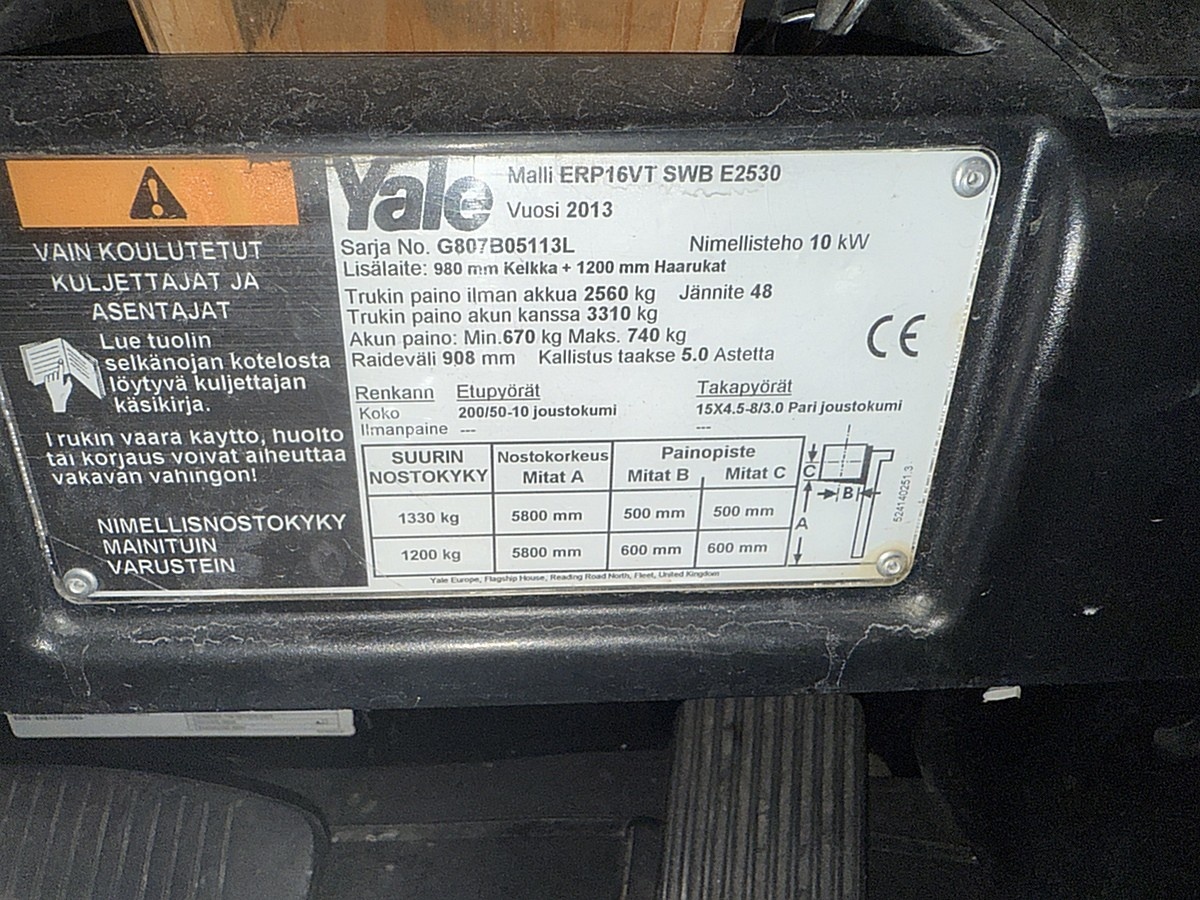 VAIN KOULUTETUT
KULJETTAJAT JA
ASENTAJAT
Lue tuolin
selkänojan kotelosta
löytyvä kuljettajan
käsikirja.
Trukin väärä käyttö, huolto
tai korjaus voivat aiheuttaa
vakavan vahingon!
NIMELLISNOSTOKYKY
MAINITUIN
VARUSTEIN
Yale
Malli ERP16VT SWB E2530
Vuosi 2013
Sarja No. G807B05113L Nimellisteho 10 kW
Lisälaite: 980 mm Kelkka + 1200 mm Haarukat
Trukin paino ilman akkua 2560 kg Jännite 48
Trukin paino akun kanssa 3310 kg
Akun paino: Min.670 kg Maks. 740 kg
Raideväli 908 mm Kallistus taakse 5.0 Astetta
CE
Renkann Etupyörät Takapyörät
Koko 200/50-10 joustokumi 15X4.5-8/3.0 Pari joustokumi
Ilmanpaine --- ---
SUURIN NOSTOKYKY Nostokorkeus Mitat A Painopiste Mitat B Mitat C
1330 kg 5800 mm 500 mm 500 mm
1200 kg 5800 mm 600 mm 600 mm
C
B
A
524140251.3
Yale Europe, Flagship House, Reading Road North, Fleet, United Kingdom